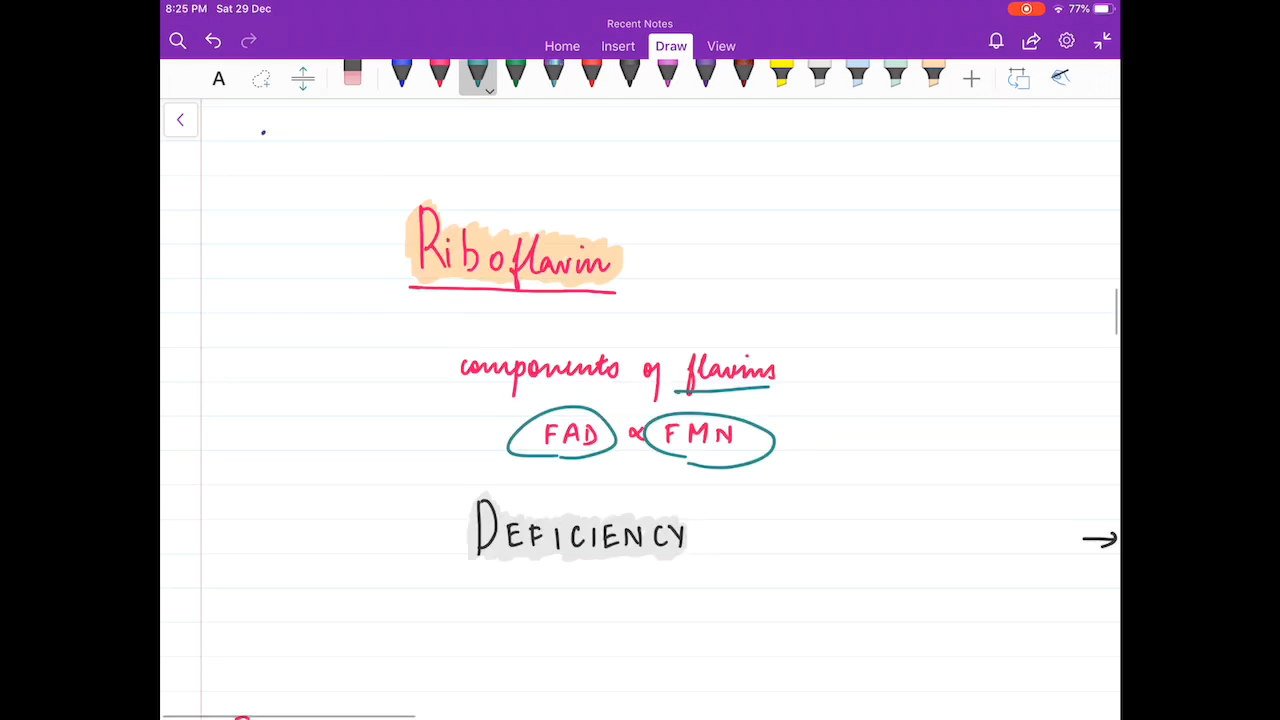 8:25 PM Sat 29 Dec
77%
Recent Notes
Home Insert Draw View
A
Riboflavin
components of flavins
FAD & FMN
DEFICIENCY